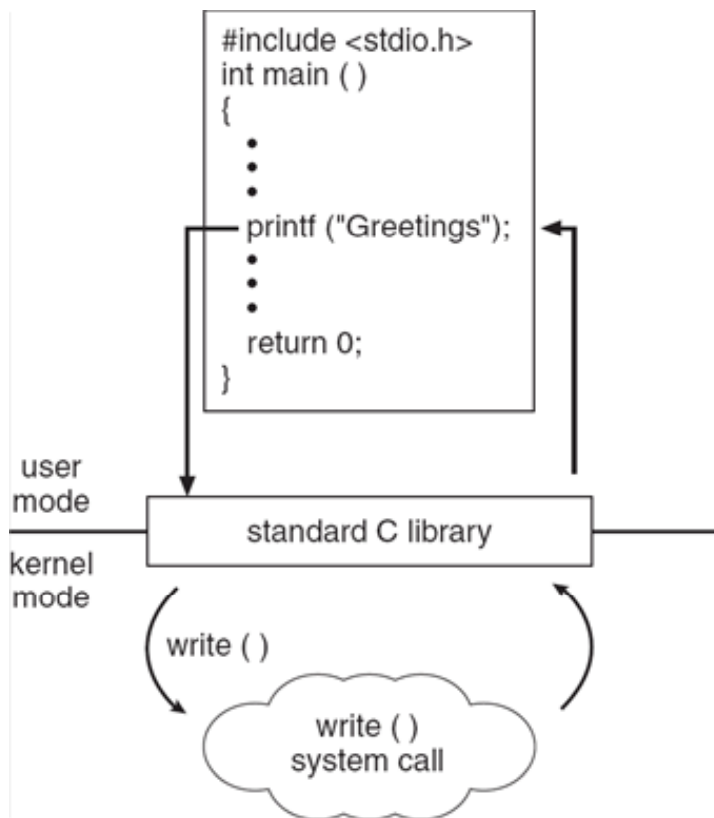 #include <stdio.h>
int main ( )
{
•
•
•
printf ("Greetings");
•
•
•
return 0;
}
user
mode
standard C library
kernel
mode
write ( )
write ( )
system call